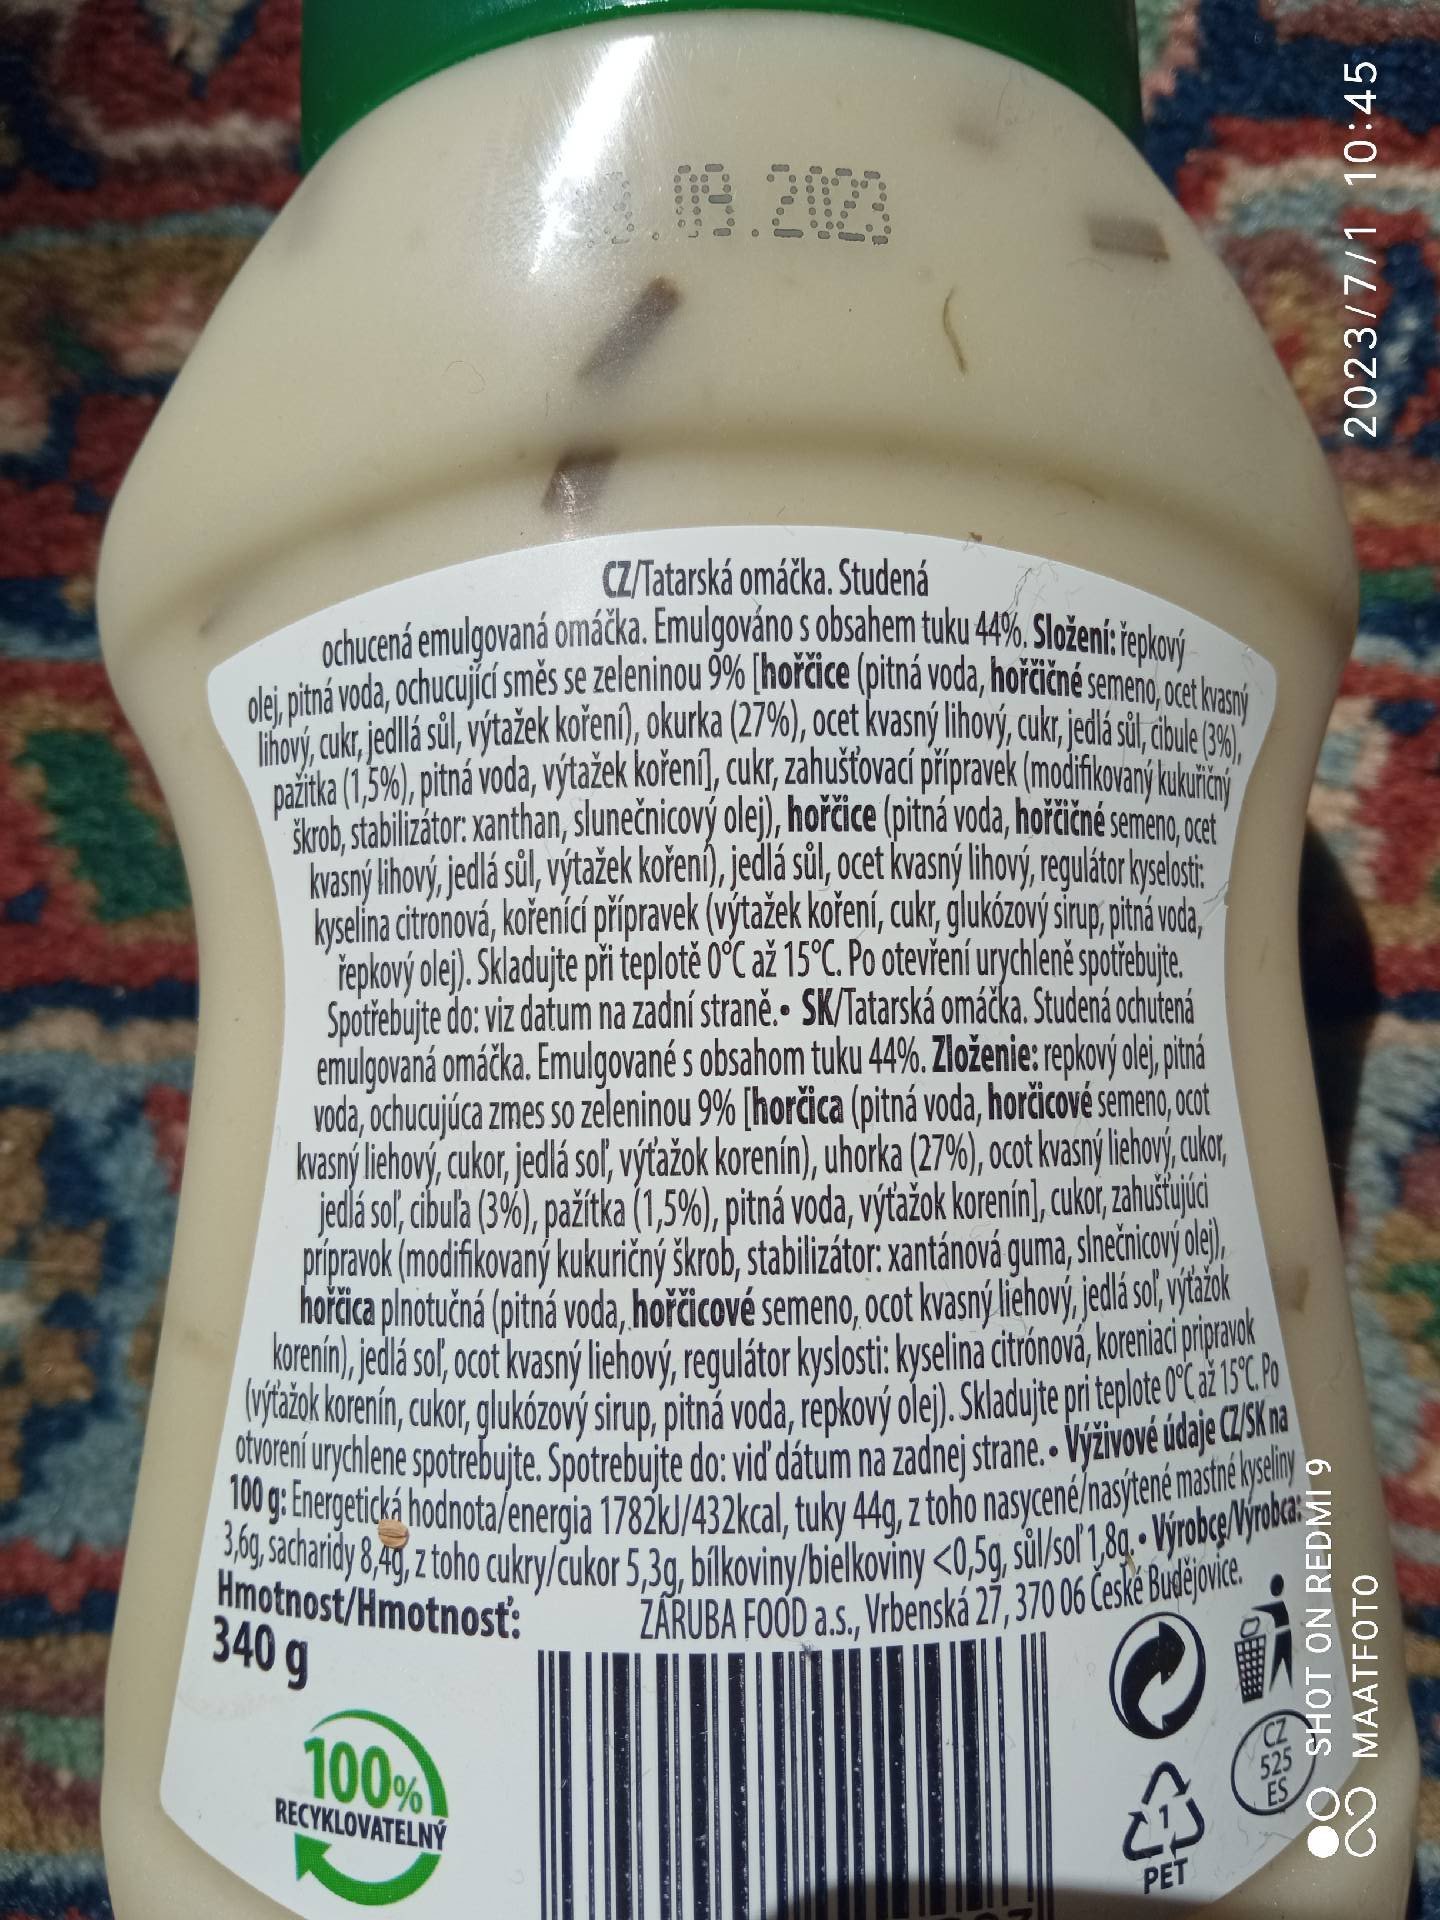 .09.2023
CZ/Tatarská omáčka. Studená
ochucená emulgovaná omáčka. Emulgováno s obsahem tuku 44%. Složení: řepkový
olej, pitná voda, ochucující směs se zeleninou 9% [hořčice (pitná voda, hořčičné semeno, ocet kvasný
lihový, cukr, jedllá sůl, výtažek koření), okurka (27%), ocet kvasný lihový, cukr, jedlá sůl, cibule (3%),
pažitka (1,5%), pitná voda, výtažek koření], cukr, zahušťovací přípravek (modifikovaný kukuřičný
škrob, stabilizátor: xanthan, slunečnicový olej), hořčice (pitná voda, hořčičné semeno, ocet
kvasný lihový, jedlá sůl, výtažek koření), jedlá sůl, ocet kvasný lihový, regulátor kyselosti:
kyselina citronová, kořenící přípravek (výtažek koření, cukr, glukózový sirup, pitná voda,
řepkový olej). Skladujte při teplotě 0°C až 15°C. Po otevření urychleně spotřebujte.
Spotřebujte do: viz datum na zadní straně.• SK/Tatarská omáčka. Studená ochutená
emulgovaná omáčka. Emulgované s obsahom tuku 44%. Zloženie: repkový olej, pitná
voda, ochucujúca zmes so zeleninou 9% [horčica (pitná voda, horčicové semeno, ocot
kvasný liehový, cukor, jedlá soľ, výťažok korenín), uhorka (27%), ocot kvasný liehový, cukor,
jedlá soľ, cibuľa (3%), pažítka (1,5%), pitná voda, výťažok korenín], cukor, zahušťujúci
prípravok (modifikovaný kukuričný škrob, stabilizátor: xantánová guma, slnečnicový olej),
hořčica plnotučná (pitná voda, hořčicové semeno, ocot kvasný liehový, jedlá soľ, výťažok
korenín), jedlá soľ, ocot kvasný liehový, regulátor kyslosti: kyselina citrónová, koreniaci pripravok
(výťažok korenín, cukor, glukózový sirup, pitná voda, repkový olej). Skladujte pri teplote 0°C až 15°C. Po
otvorení urychlene spotrebujte. Spotrebujte do: viď dátum na zadnej strane.• Výživové údaje CZ/SK na
100 g: Energetická hodnota/energia 1782kJ/432kcal, tuky 44g, z toho nasycené/nasýtené mastné kyseliny
3,6g, sacharidy 8,4g, z toho cukry/cukor 5,3g, bílkoviny/bielkoviny <0,5g, sůl/soľ 1,8g.• Výrobce/Výrobca:
ZÁRUBA FOOD a.s., Vrbenská 27, 370 06 České Budějovice.
Hmotnost/Hmotnosť:
340 g
100%
RECYKLOVATELNÝ
1
PET
CZ
525
ES
2023/7/1 10:45
SHOT ON REDMI 9
MAATFOTO